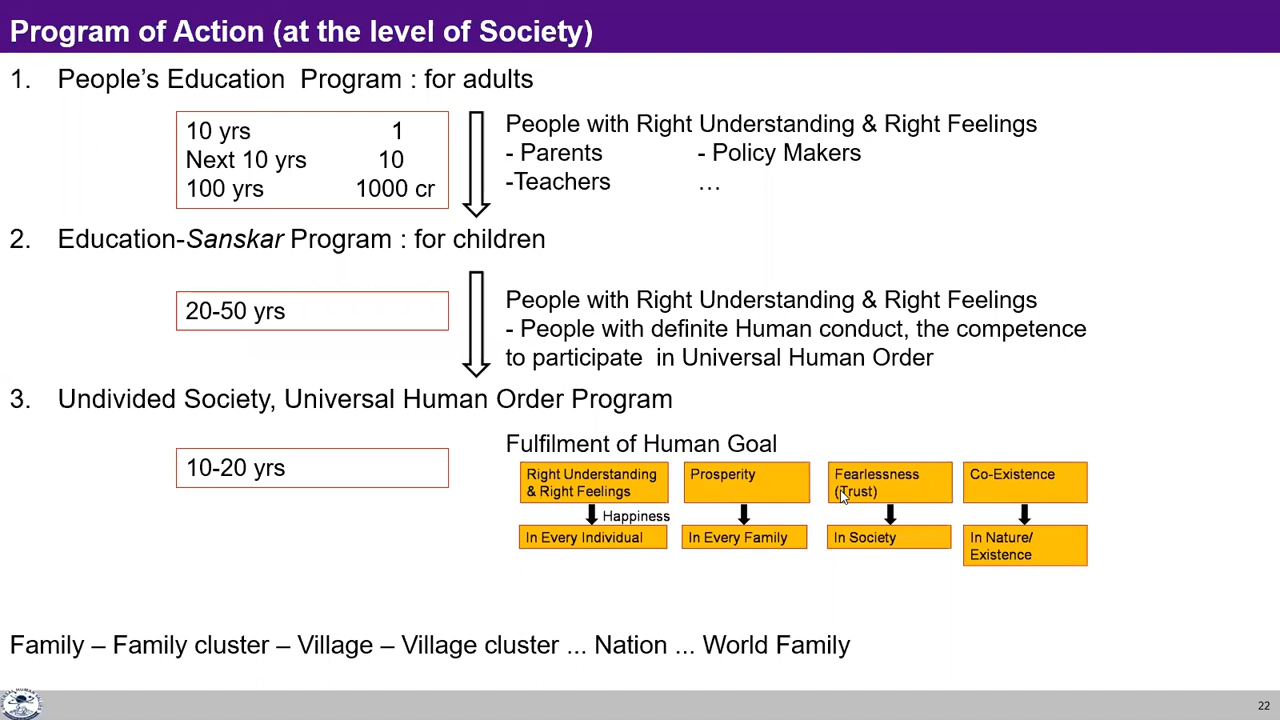 Program of Action (at the level of Society)
1. People's Education Program : for adults
10 yrs 1
Next 10 yrs 10
100 yrs 1000 cr
People with Right Understanding & Right Feelings
- Parents - Policy Makers
-Teachers …
2. Education-Sanskar Program : for children
20-50 yrs
People with Right Understanding & Right Feelings
- People with definite Human conduct, the competence
to participate in Universal Human Order
3. Undivided Society, Universal Human Order Program
10-20 yrs
Fulfilment of Human Goal
Right Understanding
& Right Feelings
Prosperity
Fearlessness
(Trust)
Co-Existence
Happiness
In Every Individual
In Every Family
In Society
In Nature/
Existence
Family – Family cluster – Village – Village cluster ... Nation ... World Family
22